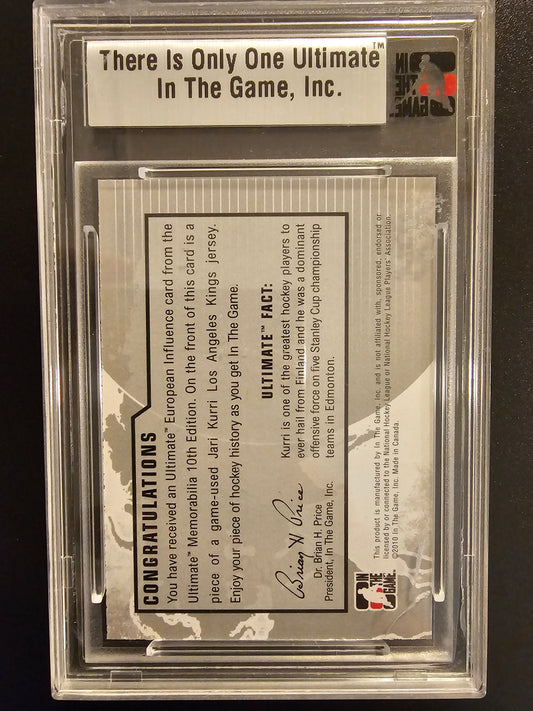 There Is Only One Ultimate™
In The Game, Inc.
IN
THE
GAME
CONGRATULATIONS
You have received an Ultimate™ European Influence card from the
Ultimate™ Memorabilia 10th Edition. On the front of this card is a
piece of a game-used Jari Kurri Los Angeles Kings jersey.
Enjoy your piece of hockey history as you get In The Game.
ULTIMATE™ FACT:
Kurri is one of the greatest hockey players to
ever hail from Finland and he was a dominant
offensive force on five Stanley Cup championship
teams in Edmonton.
Brian H Price
Dr. Brian H. Price
President, In The Game, Inc.
IN
THE
GAME
This product is manufactured by In The Game, Inc. and is not affiliated with, sponsored, endorsed or
licensed by or connected to the National Hockey League or National Hockey League Players' Association.
©2010 In The Game, Inc. Made in Canada.